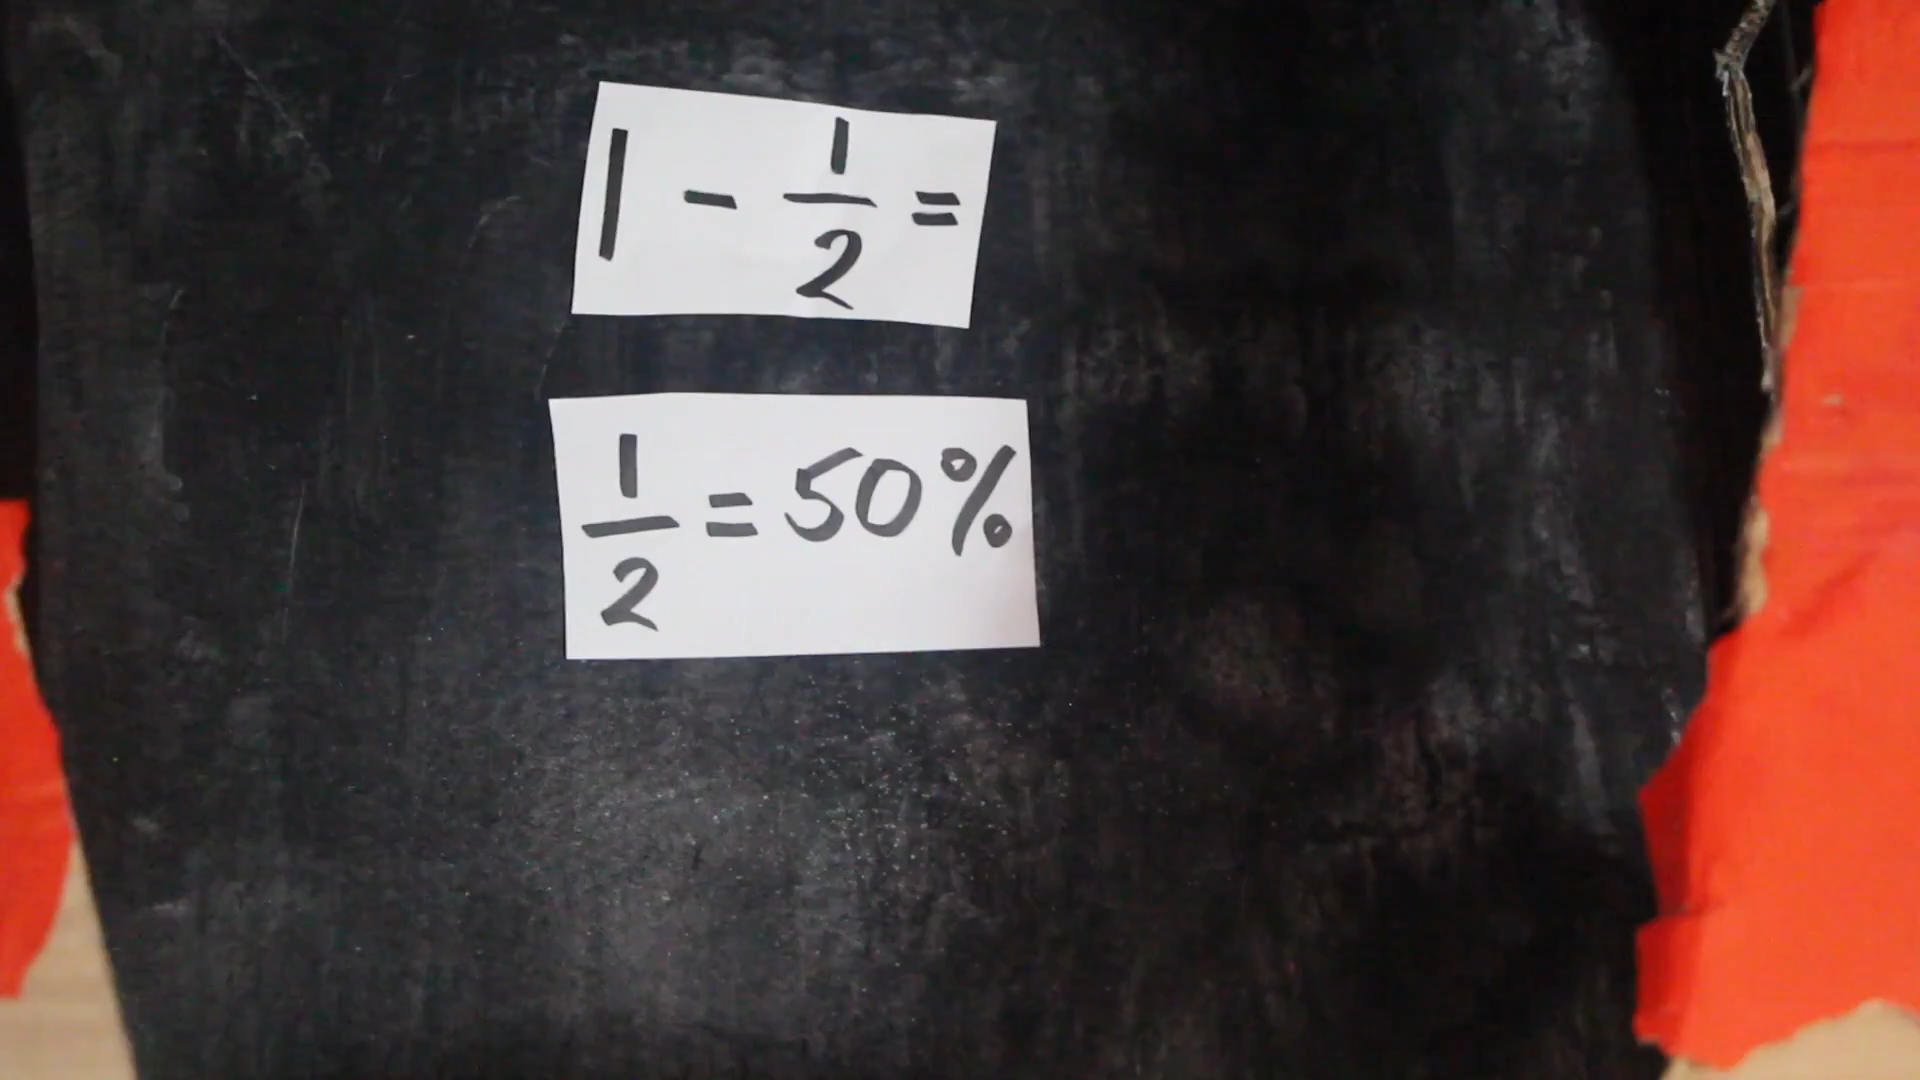 1 - 1/2 =
1/2 = 50%